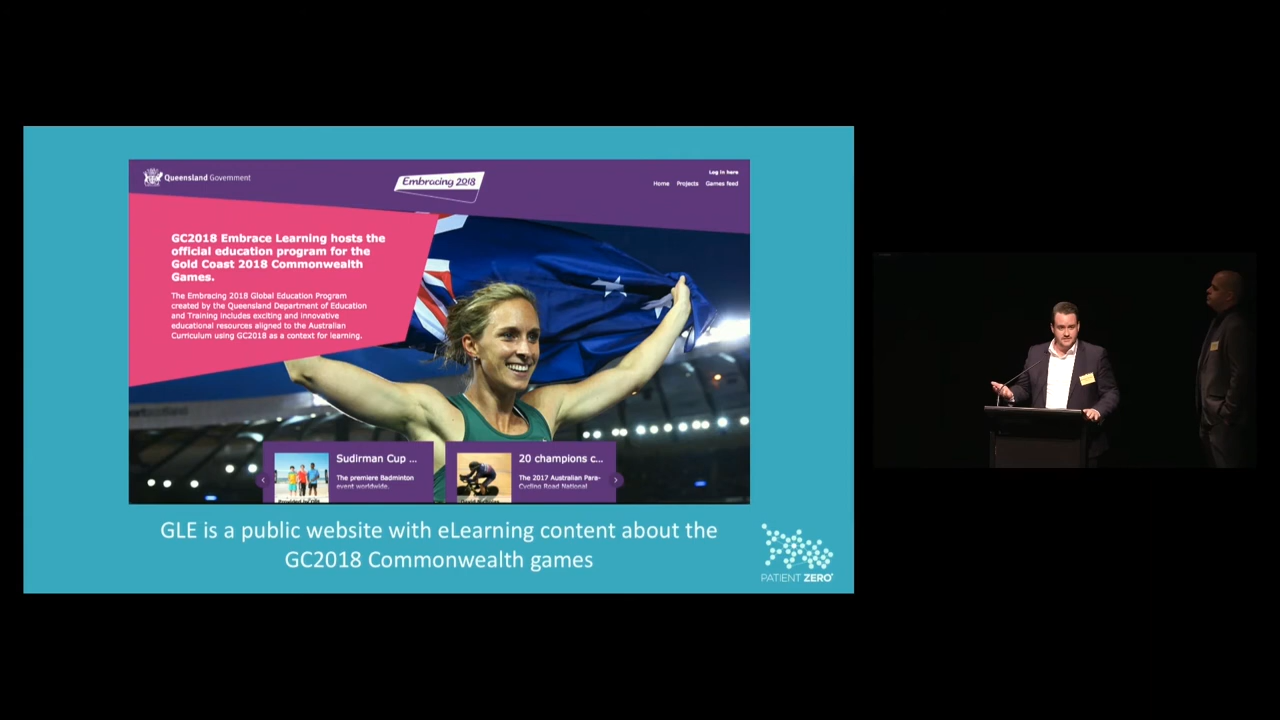 Queensland Government
Embracing 2018
Log in here
Home Projects Games feed
GC2018 Embrace Learning hosts the
official education program for the
Gold Coast 2018 Commonwealth
Games.
The Embracing 2018 Global Education Program
created by the Queensland Department of Education
and Training includes exciting and innovative
educational resources aligned to the Australian
Curriculum using GC2018 as a context for learning.
Sudirman Cup ...
The premiere Badminton
event worldwide.
20 champions c...
The 2017 Australian Para-
Cycling Road National
GLE is a public website with eLearning content about the
GC2018 Commonwealth games
PATIENT ZERO